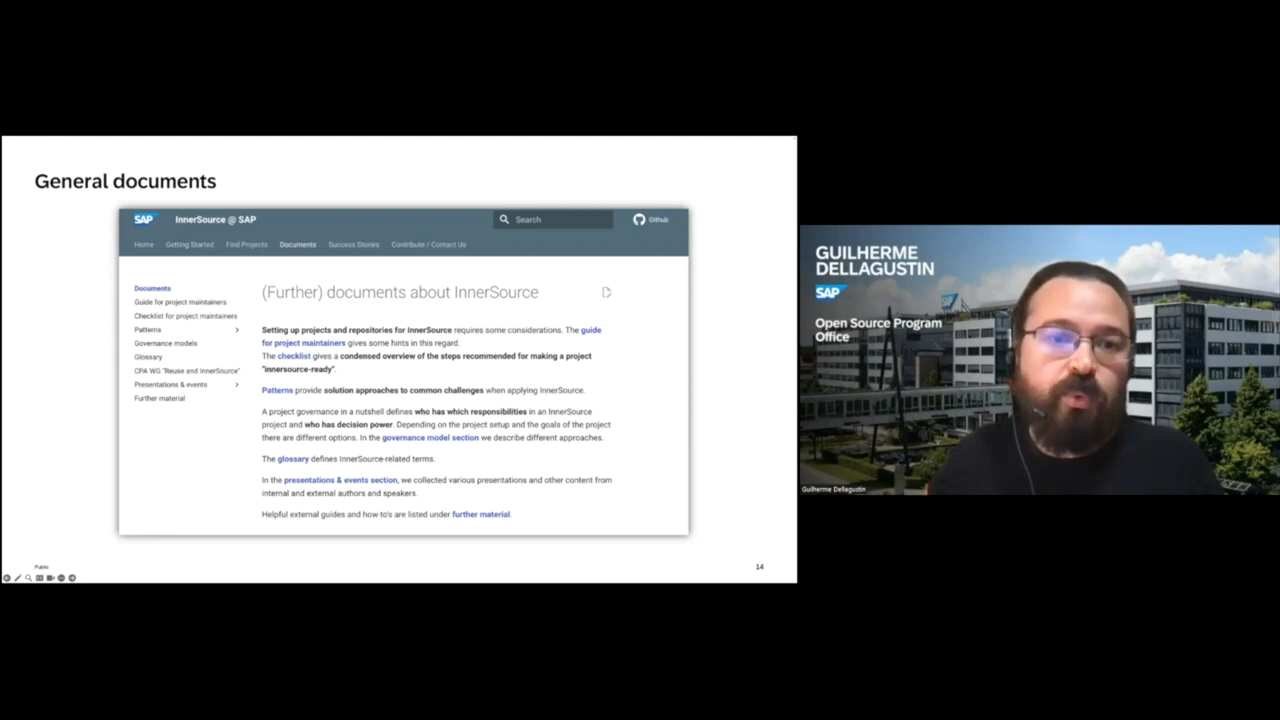 General documents
SAP InnerSource @ SAP Search Github
Home Getting Started Find Projects Documents Success Stories Contribute / Contact Us
Documents
Guide for project maintainers
Checklist for project maintainers
Patterns
Governance models
Glossary
CPA WG "Reuse and InnerSource"
Presentations & events
Further material
(Further) documents about InnerSource
Setting up projects and repositories for InnerSource requires some considerations. The guide
for project maintainers gives some hints in this regard.
The checklist gives a condensed overview of the steps recommended for making a project
"innersource-ready".
Patterns provide solution approaches to common challenges when applying InnerSource.
A project governance in a nutshell defines who has which responsibilities in an InnerSource
project and who has decision power. Depending on the project setup and the goals of the project
there are different options. In the governance model section we describe different approaches.
The glossary defines InnerSource-related terms.
In the presentations & events section, we collected various presentations and other content from
internal and external authors and speakers.
Helpful external guides and how-to's are listed under further material.
Public
14
GUILHERME
DELLAGUSTIN
SAP
Open Source Program
Office
SAP
Guilherme Dellagustin